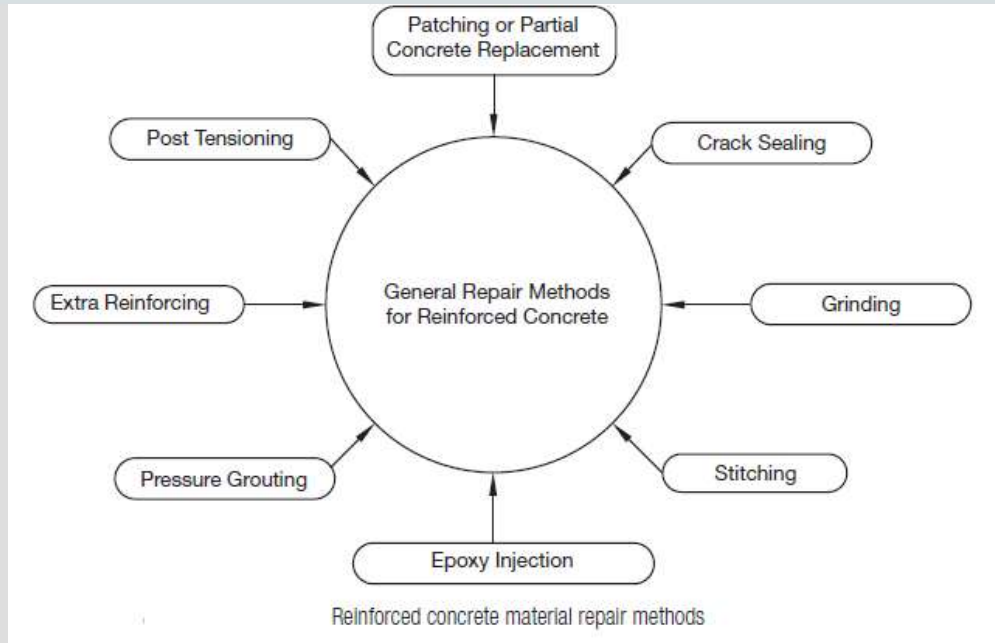 Patching or Partial
Concrete Replacement
Post Tensioning
Crack Sealing
Extra Reinforcing
General Repair Methods
for Reinforced Concrete
Grinding
Pressure Grouting
Stitching
Epoxy Injection
Reinforced concrete material repair methods